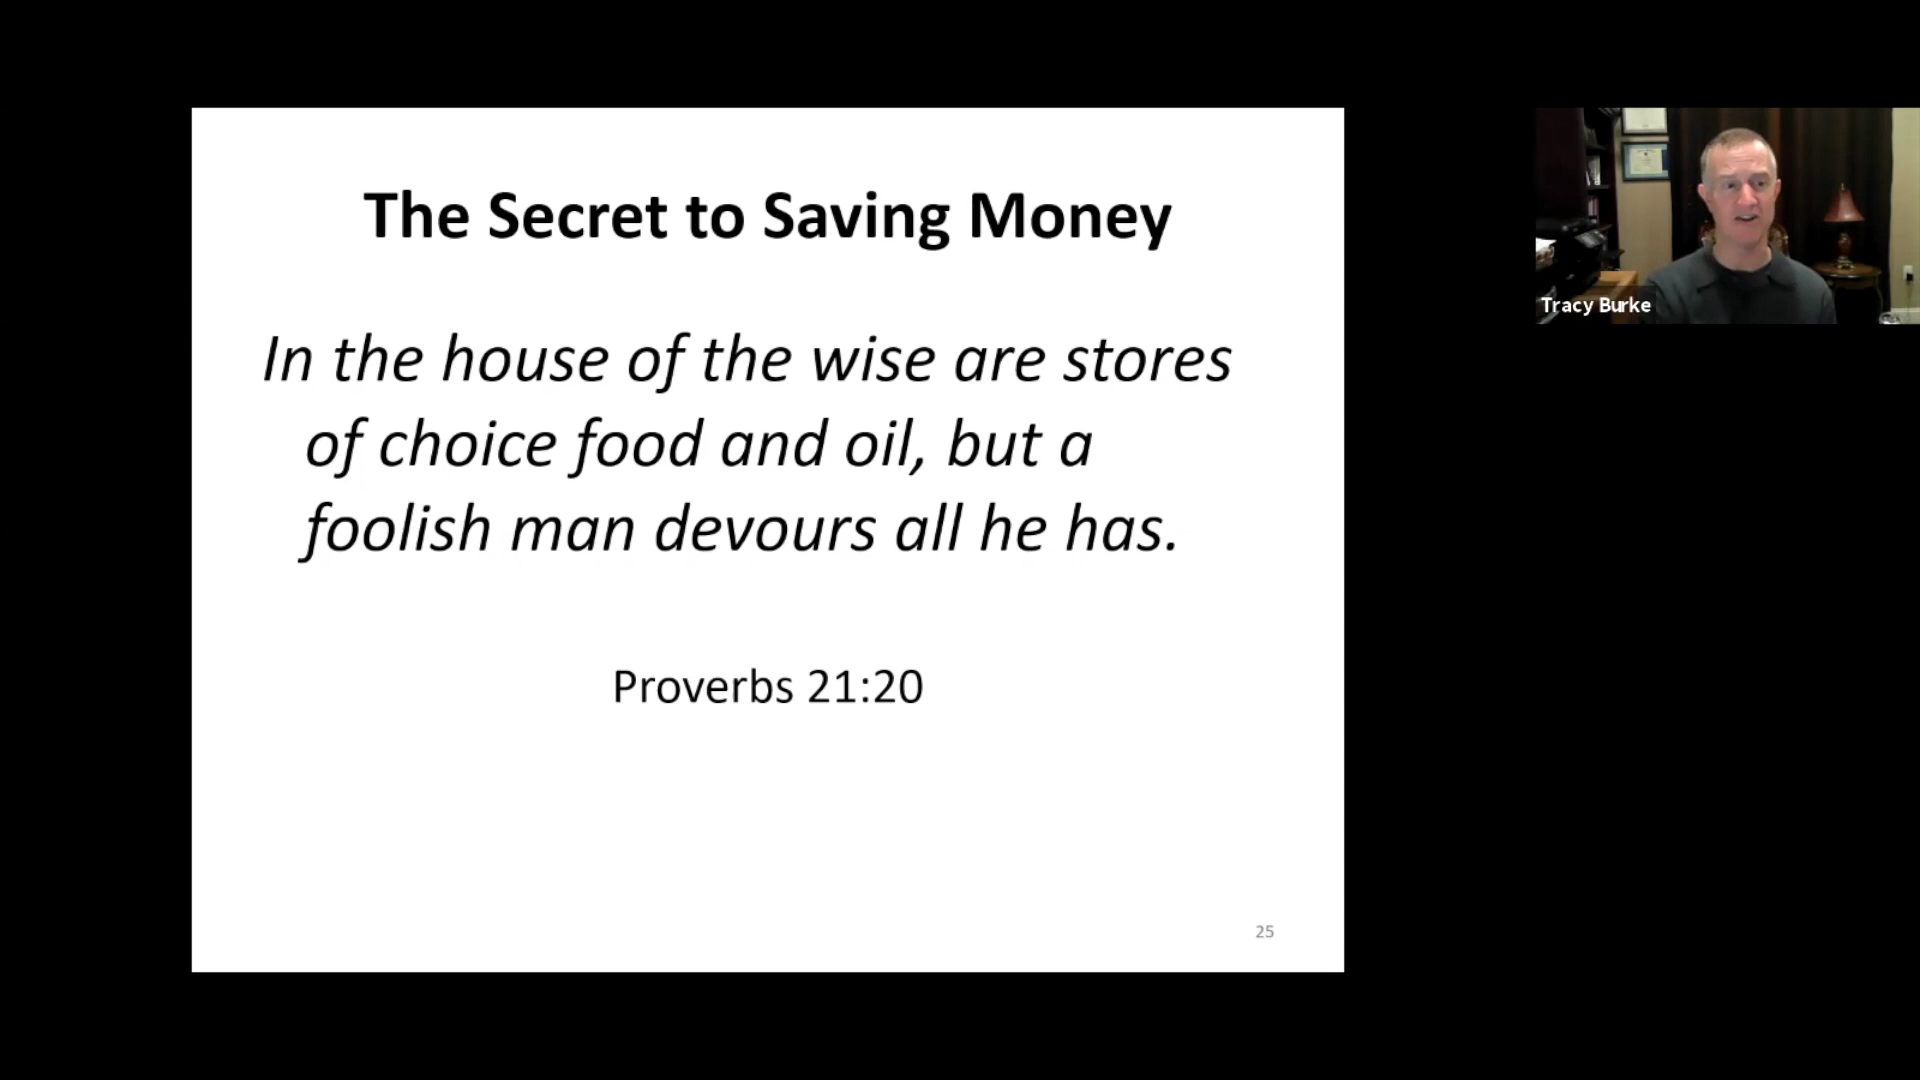 The Secret to Saving Money
In the house of the wise are stores
of choice food and oil, but a
foolish man devours all he has.
Proverbs 21:20
25
Tracy Burke